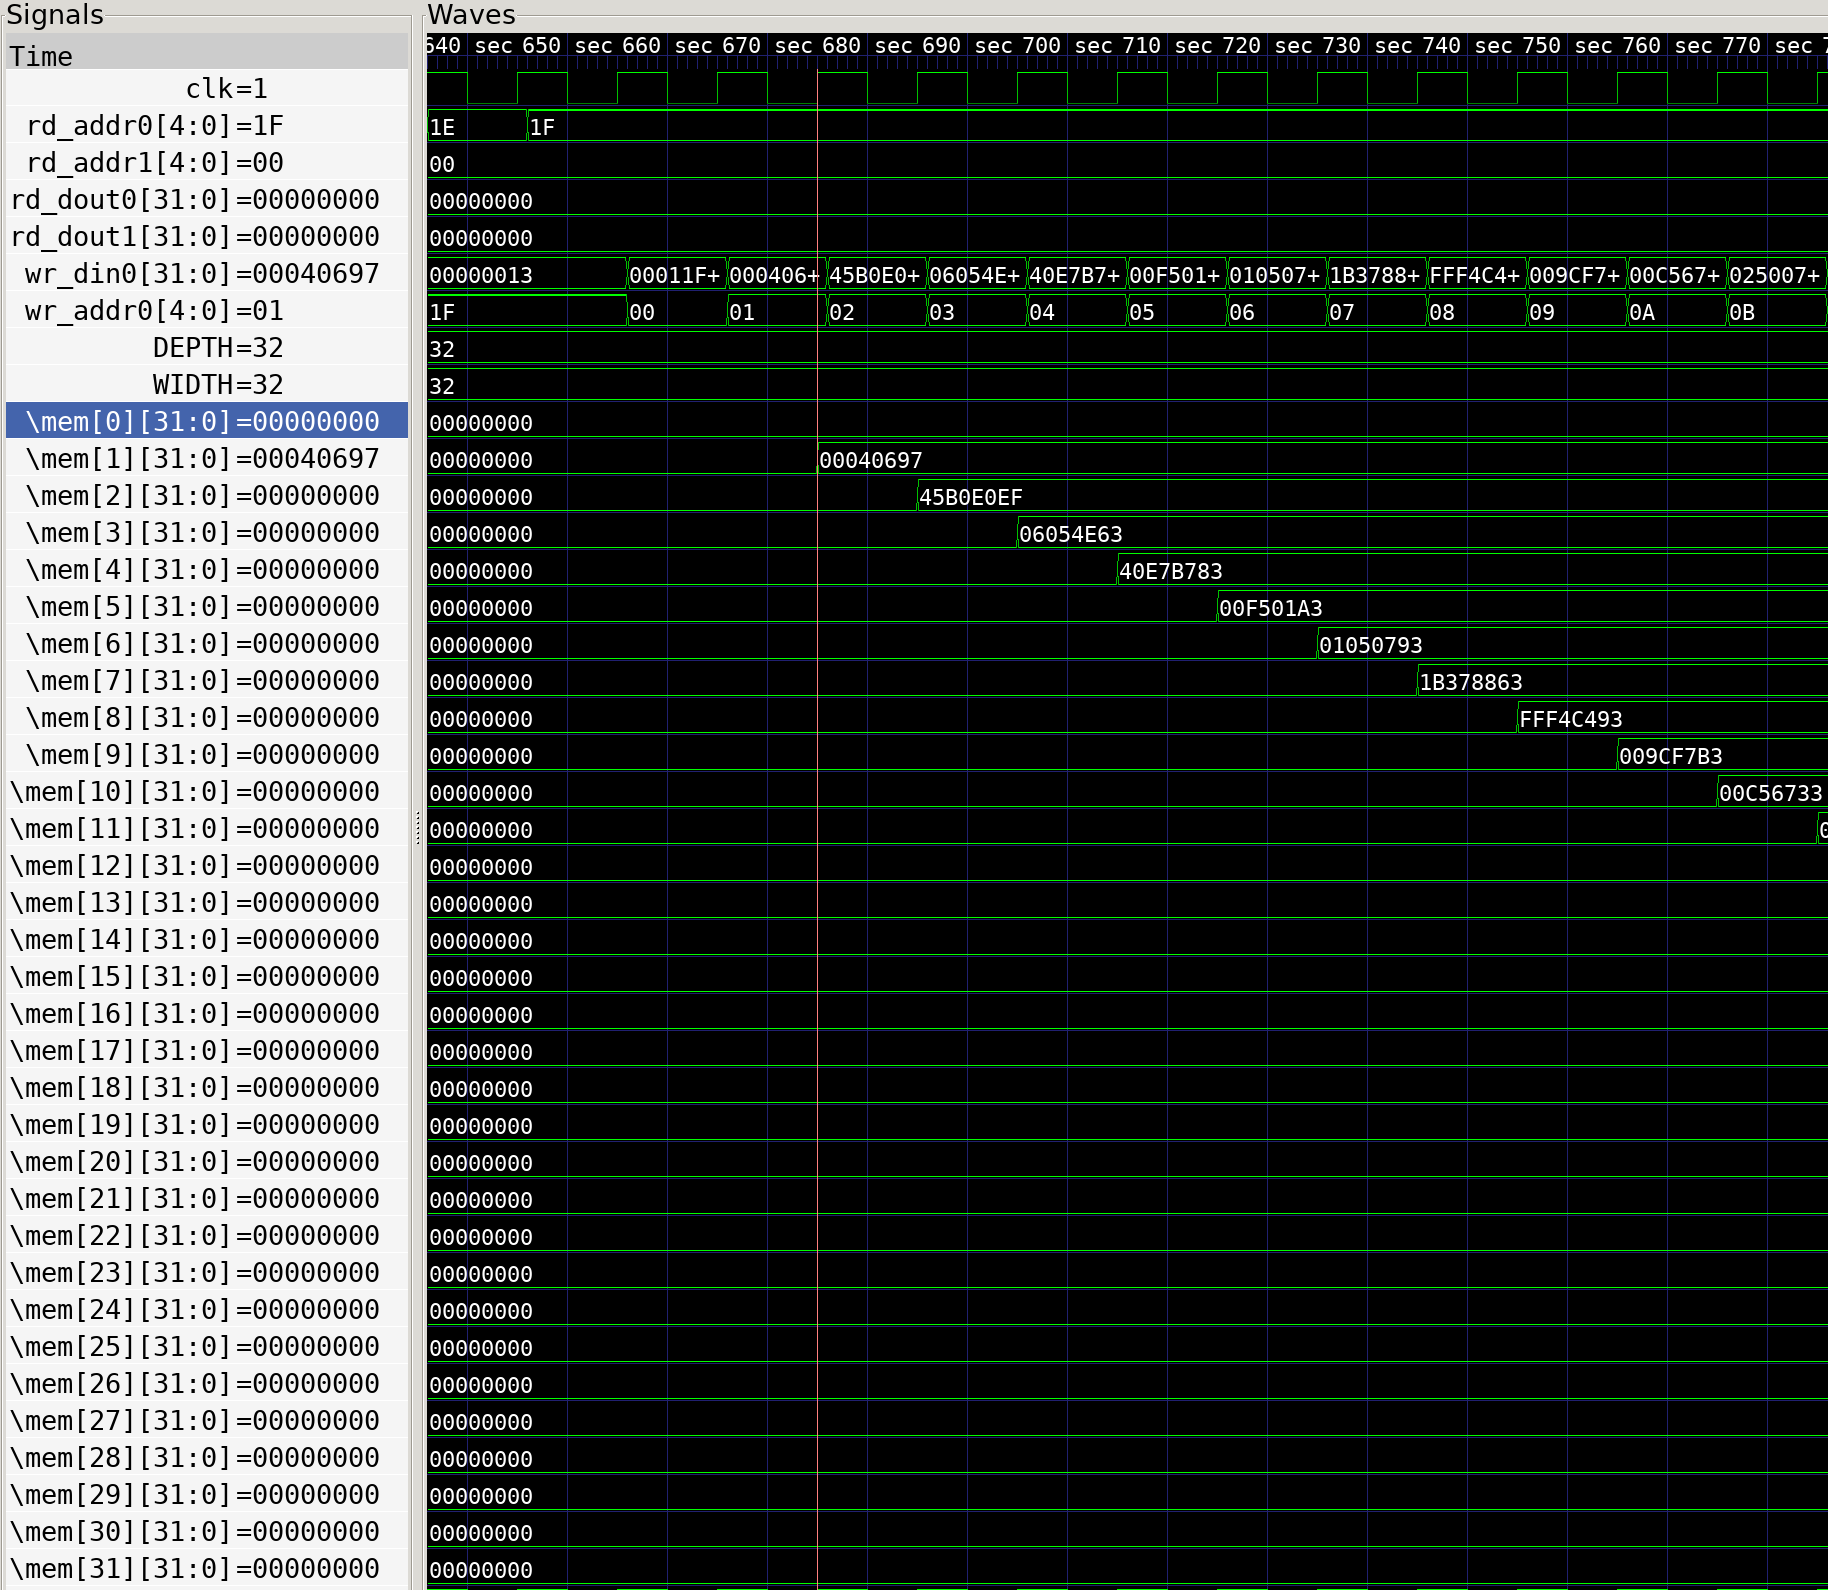 Signals Waves
Time 640 sec 650 sec 660 sec 670 sec 680 sec 690 sec 700 sec 710 sec 720 sec 730 sec 740 sec 750 sec 760 sec 770 sec
clk=1
rd_addr0[4:0]=1F 1E 1F
rd_addr1[4:0]=00 00
rd_dout0[31:0]=00000000 00000000
rd_dout1[31:0]=00000000 00000000
wr_din0[31:0]=00040697 00000013 00011F+ 000406+ 45B0E0+ 06054E+ 40E7B7+ 00F501+ 010507+ 1B3788+ FFF4C4+ 009CF7+ 00C567+ 025007+
wr_addr0[4:0]=01 1F 00 01 02 03 04 05 06 07 08 09 0A 0B
DEPTH=32 32
WIDTH=32 32
\mem[0][31:0]=00000000 00000000
\mem[1][31:0]=00040697 00000000 00040697
\mem[2][31:0]=00000000 00000000 45B0E0EF
\mem[3][31:0]=00000000 00000000 06054E63
\mem[4][31:0]=00000000 00000000 40E7B783
\mem[5][31:0]=00000000 00000000 00F501A3
\mem[6][31:0]=00000000 00000000 01050793
\mem[7][31:0]=00000000 00000000 1B378863
\mem[8][31:0]=00000000 00000000 FFF4C493
\mem[9][31:0]=00000000 00000000 009CF7B3
\mem[10][31:0]=00000000 00000000 00C56733
\mem[11][31:0]=00000000 00000000
\mem[12][31:0]=00000000 00000000
\mem[13][31:0]=00000000 00000000
\mem[14][31:0]=00000000 00000000
\mem[15][31:0]=00000000 00000000
\mem[16][31:0]=00000000 00000000
\mem[17][31:0]=00000000 00000000
\mem[18][31:0]=00000000 00000000
\mem[19][31:0]=00000000 00000000
\mem[20][31:0]=00000000 00000000
\mem[21][31:0]=00000000 00000000
\mem[22][31:0]=00000000 00000000
\mem[23][31:0]=00000000 00000000
\mem[24][31:0]=00000000 00000000
\mem[25][31:0]=00000000 00000000
\mem[26][31:0]=00000000 00000000
\mem[27][31:0]=00000000 00000000
\mem[28][31:0]=00000000 00000000
\mem[29][31:0]=00000000 00000000
\mem[30][31:0]=00000000 00000000
\mem[31][31:0]=00000000 00000000